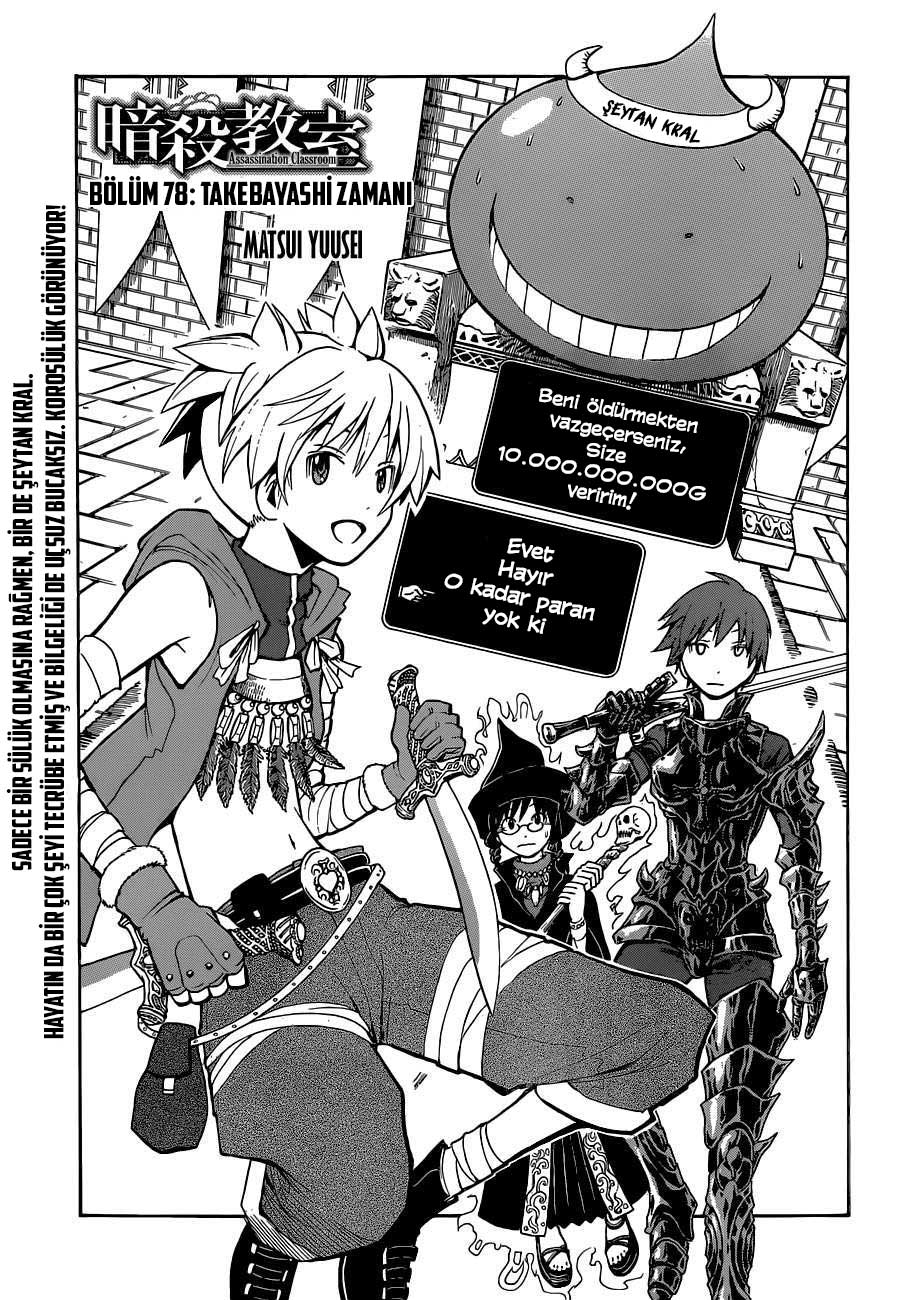 ŞEYTAN KRAL
暗殺教室
Assassination Classroom
BÖLÜM 78: TAKEBAYASHİ ZAMANI
MATSUI YUUSEI
SADECE BİR SÜLÜK OLMASINA RAĞMEN, BİR DE ŞEYTAN KRAL.
HAYATIN DA BİR ÇOK ŞEYİ TECRÜBE ETMİŞ VE BİLGELİĞİ DE UÇSUZ BUCAKSIZ. KOROSÜLÜK GÖRÜNÜYOR!
Beni öldürmekten
vazgeçerseniz,
Size
10.000.000.000G
veririm!
Evet
Hayır
O kadar paran
yok ki